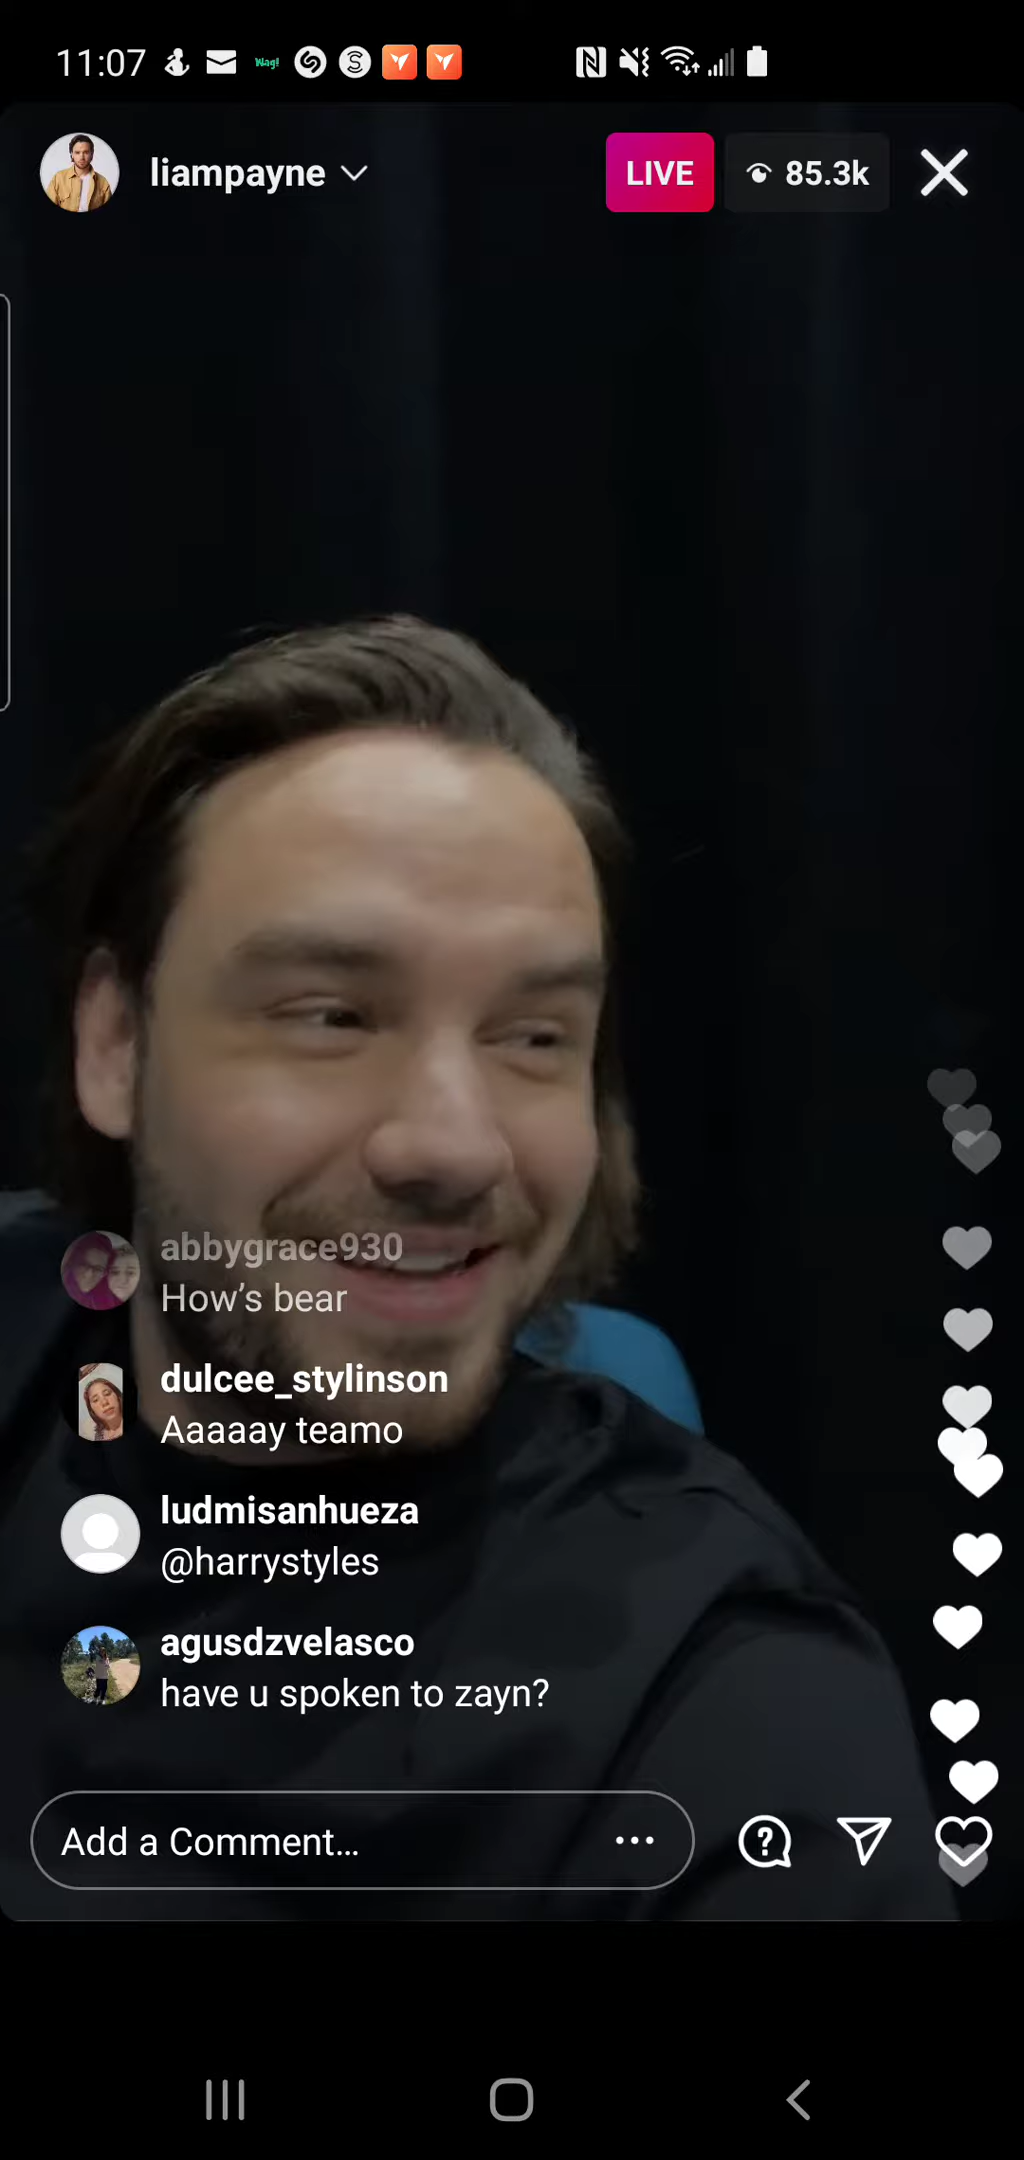 11:07
Wag!
liampayne
LIVE
85.3k
abbygrace930
How’s bear
dulcee_stylinson
Aaaaay teamo
ludmisanhueza
@harrystyles
agusdzvelasco
have u spoken to zayn?
Add a Comment...